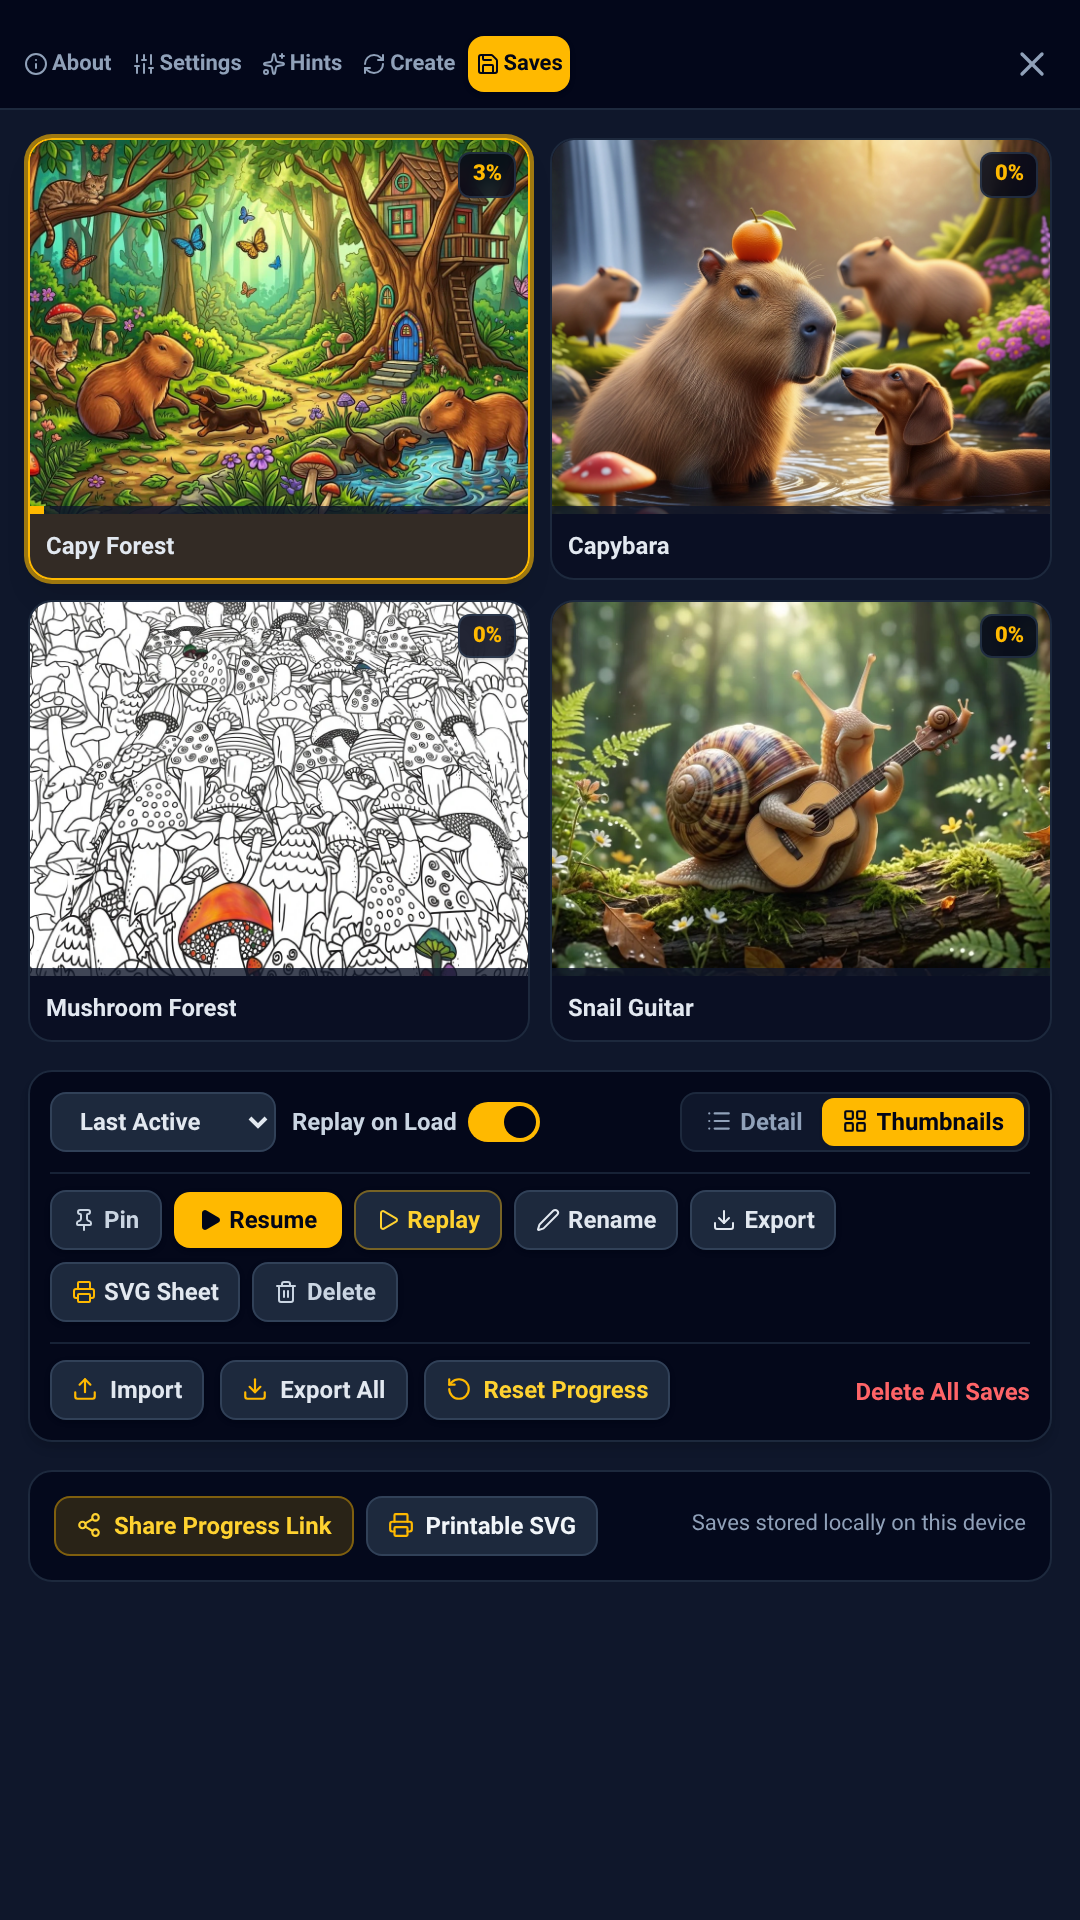 About Settings Hints Create Saves
3%
0%
Capy Forest
Capybara
0%
0%
Mushroom Forest
Snail Guitar
Last Active Replay on Load Detail Thumbnails
Pin Resume Replay Rename Export
SVG Sheet Delete
Import Export All Reset Progress Delete All Saves
Share Progress Link Printable SVG Saves stored locally on this device